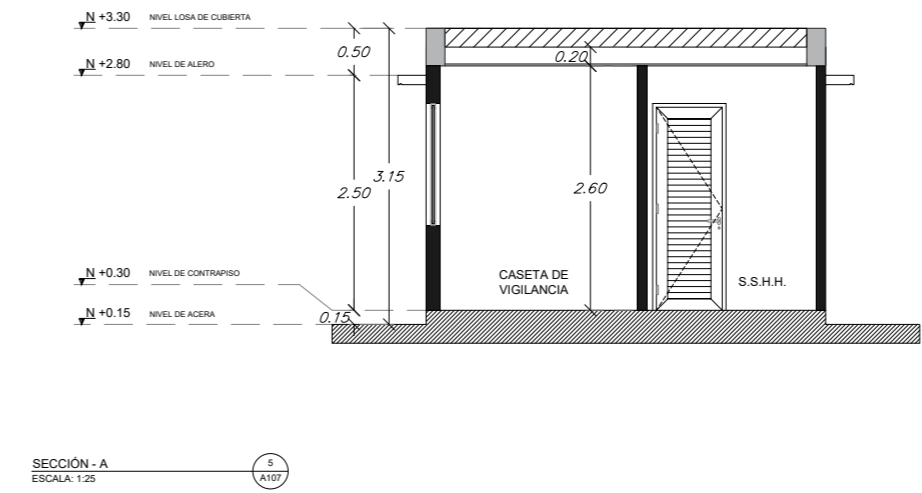 N +3.30 NIVEL LOSA DE CUBIERTA
0.50
0.20
N +2.80 NIVEL DE ALERO
3.15
2.50
2.60
N +0.30 NIVEL DE CONTRAPISO
CASETA DE
VIGILANCIA
S.S.H.H.
N +0.15 NIVEL DE ACERA
0.15
SECCIÓN - A
ESCALA: 1:25
5
A107